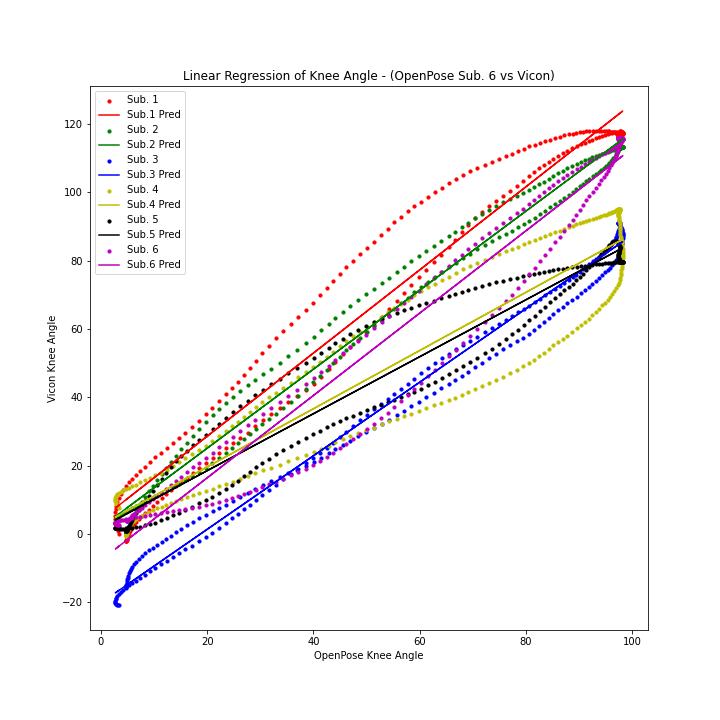 Linear Regression of Knee Angle - (OpenPose Sub. 6 vs Vicon)
Sub. 1
Sub.1 Pred
Sub. 2
Sub.2 Pred
Sub. 3
Sub.3 Pred
Sub. 4
Sub.4 Pred
Sub. 5
Sub.5 Pred
Sub. 6
Sub.6 Pred
120
100
80
60
40
20
0
−20
Vicon Knee Angle
0 20 40 60 80 100
OpenPose Knee Angle